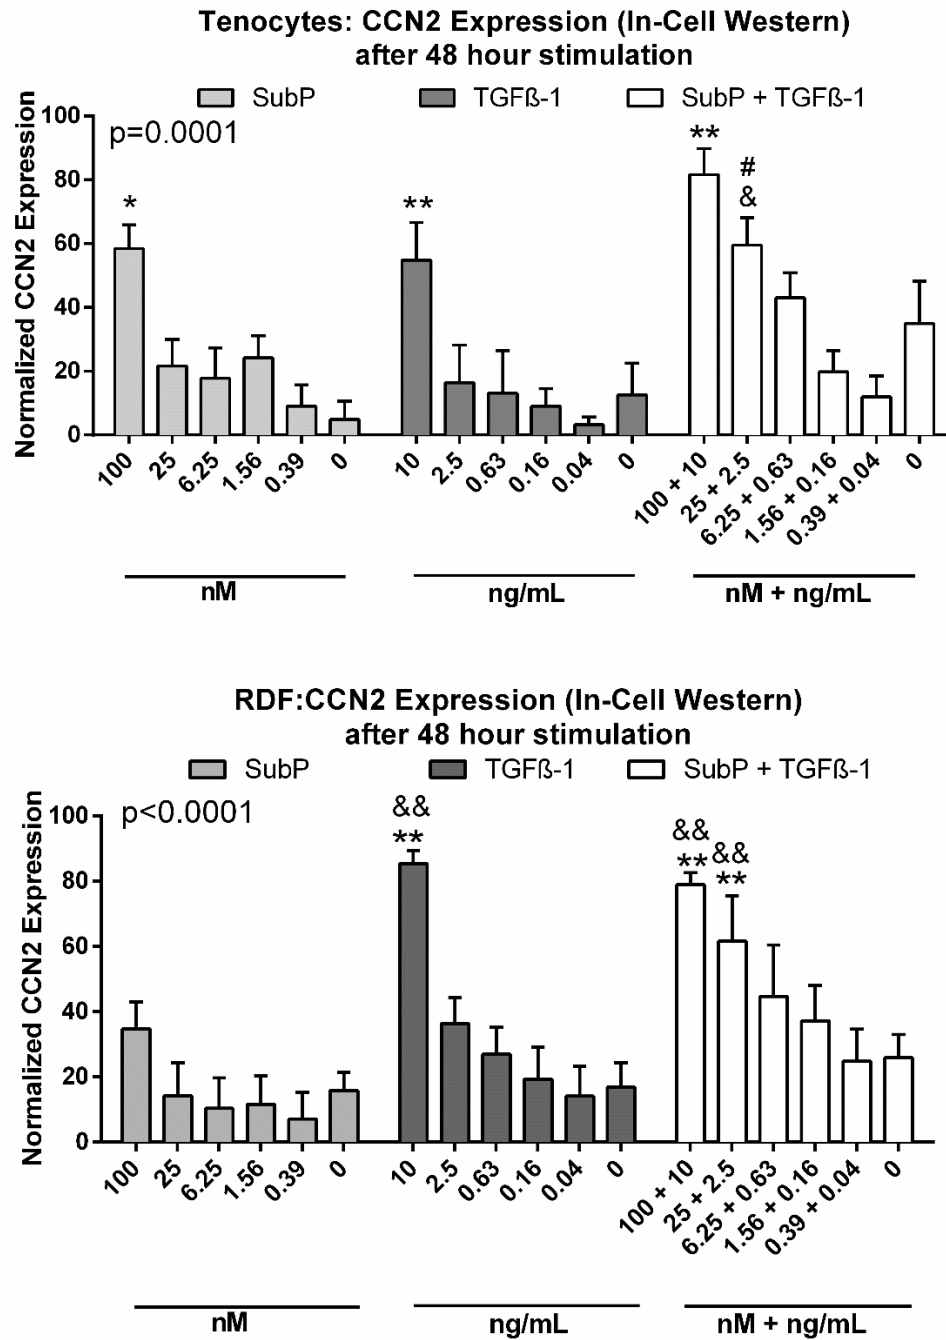 Tenocytes: CCN2 Expression (In-Cell Western)
after 48 hour stimulation
SubP TGFß-1 SubP + TGFß-1
Normalized CCN2 Expression
p=0.0001
100
80
60
40
20
0
*
**
**
#
&
100 25 6.25 1.56 0.39 0 10 2.5 0.63 0.16 0.04 0 100 + 10 25 + 2.5 6.25 + 0.63 1.56 + 0.16 0.39 + 0.04 0
nM ng/mL nM + ng/mL
RDF:CCN2 Expression (In-Cell Western)
after 48 hour stimulation
SubP TGFß-1 SubP + TGFß-1
Normalized CCN2 Expression
p<0.0001
100
80
60
40
20
0
&&
**
&&
**
&&
**
100 25 6.25 1.56 0.39 0 10 2.5 0.63 0.16 0.04 0 100 + 10 25 + 2.5 6.25 + 0.63 1.56 + 0.16 0.39 + 0.04 0
nM ng/mL nM + ng/mL